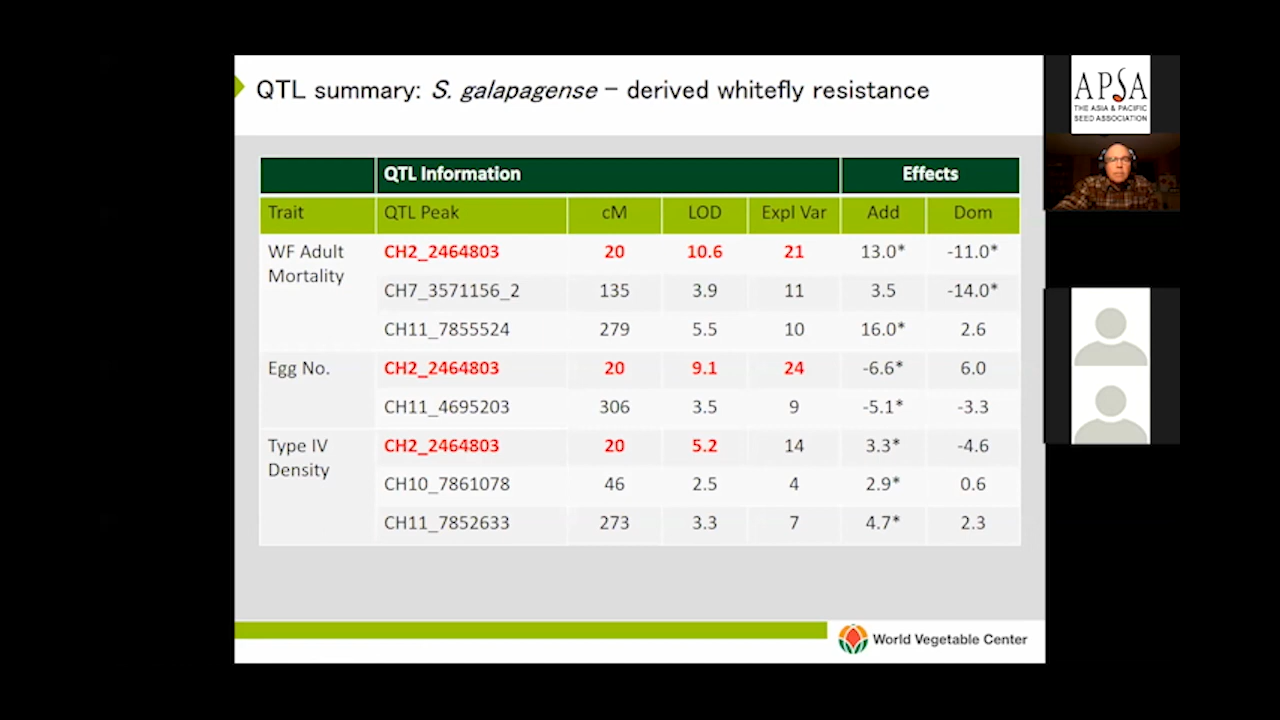 QTL summary: S. galapagense – derived whitefly resistance
QTL Information Effects
Trait QTL Peak cM LOD Expl Var Add Dom
WF Adult Mortality CH2_2464803 20 10.6 21 13.0* -11.0*
CH7_3571156_2 135 3.9 11 3.5 -14.0*
CH11_7855524 279 5.5 10 16.0* 2.6
Egg No. CH2_2464803 20 9.1 24 -6.6* 6.0
CH11_4695203 306 3.5 9 -5.1* -3.3
Type IV Density CH2_2464803 20 5.2 14 3.3* -4.6
CH10_7861078 46 2.5 4 2.9* 0.6
CH11_7852633 273 3.3 7 4.7* 2.3
World Vegetable Center
APSA
THE ASIA & PACIFIC
SEED ASSOCIATION